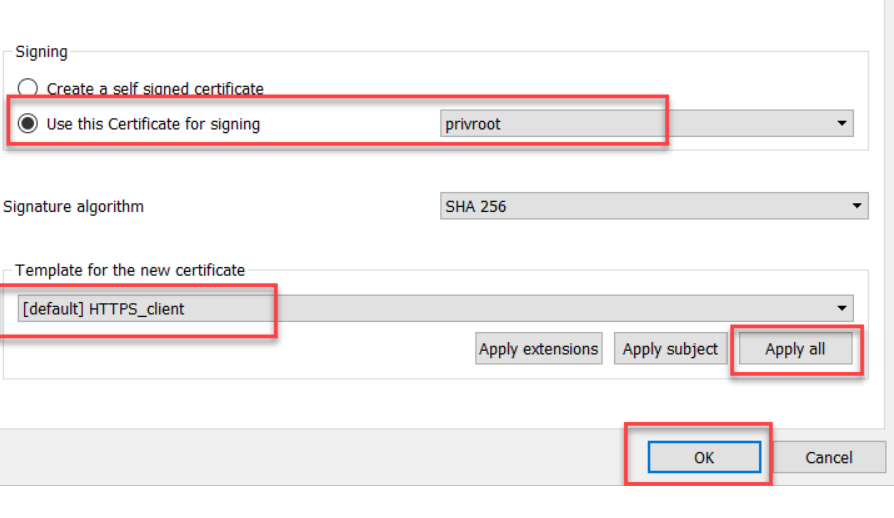 Signing
Create a self signed certificate
Use this Certificate for signing privroot
Signature algorithm SHA 256
Template for the new certificate
[default] HTTPS_client
Apply extensions Apply subject Apply all
OK Cancel